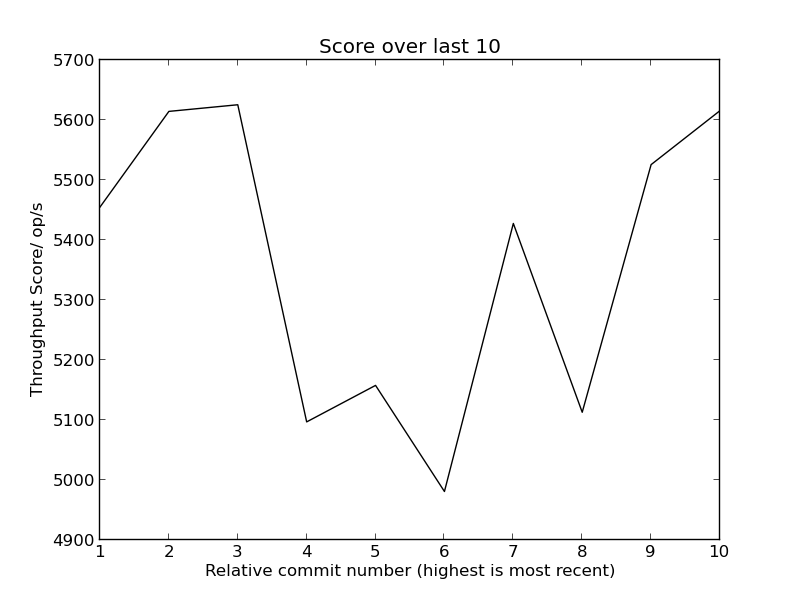 Score over last 10
Throughput Score/ op/s
5700
5600
5500
5400
5300
5200
5100
5000
4900
1 2 3 4 5 6 7 8 9 10
Relative commit number (highest is most recent)